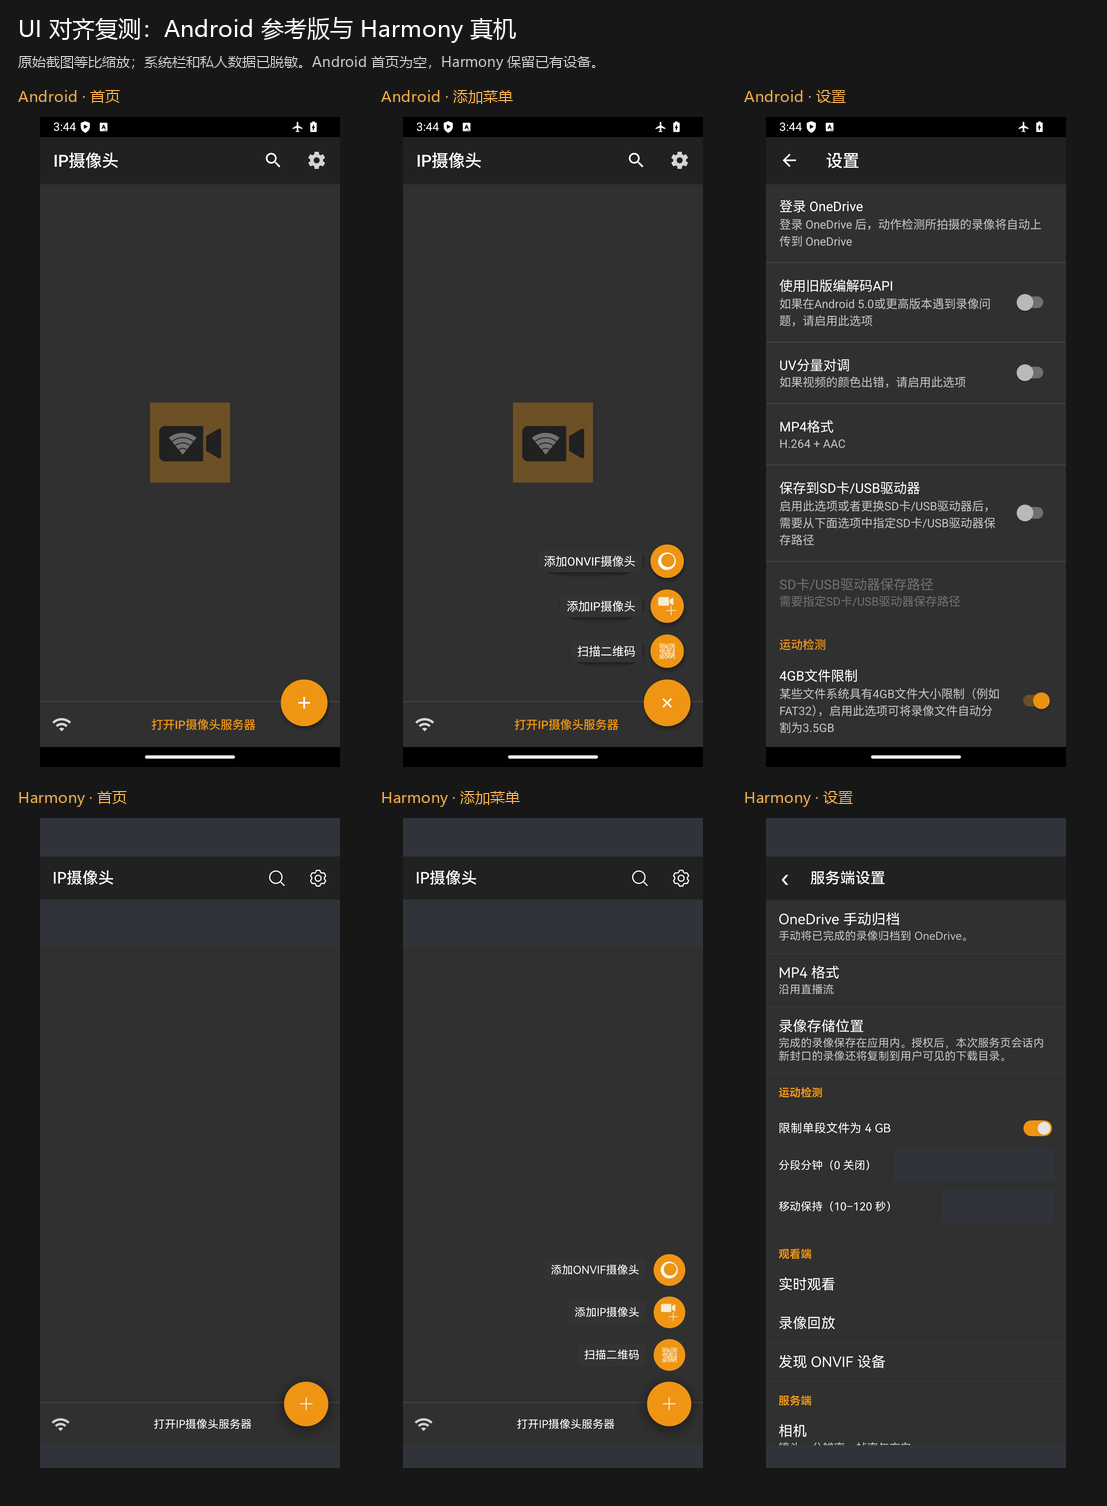 UI 对齐复测：Android 参考版与 Harmony 真机
原始截图等比缩放；系统栏和私人数据已脱敏。Android 首页为空，Harmony 保留已有设备。
Android · 首页
3:44
IP摄像头
打开IP摄像头服务器
Android · 添加菜单
3:44
IP摄像头
添加ONVIF摄像头
添加IP摄像头
扫描二维码
打开IP摄像头服务器
Android · 设置
3:44
设置
登录 OneDrive
登录 OneDrive 后，动作检测所拍摄的录像将自动上
传到 OneDrive
使用旧版编解码API
如果在Android 5.0或更高版本遇到录像问
题，请启用此选项
UV分量对调
如果视频的颜色出错，请启用此选项
MP4格式
H.264 + AAC
保存到SD卡/USB驱动器
启用此选项或者更换SD卡/USB驱动器后，
需要从下面选项中指定SD卡/USB驱动器保
存路径
SD卡/USB驱动器保存路径
需要指定SD卡/USB驱动器保存路径
运动检测
4GB文件限制
某些文件系统具有4GB文件大小限制（例如
FAT32），启用此选项可将录像文件自动分
割为3.5GB
Harmony · 首页
IP摄像头
打开IP摄像头服务器
Harmony · 添加菜单
IP摄像头
添加ONVIF摄像头
添加IP摄像头
扫描二维码
打开IP摄像头服务器
Harmony · 设置
服务端设置
OneDrive 手动归档
手动将已完成的录像归档到 OneDrive。
MP4 格式
沿用直播流
录像存储位置
完成的录像保存在应用内。授权后，本次服务页会话内
新封口的录像还将复制到用户可见的下载目录。
运动检测
限制单段文件为 4 GB
分段分钟（0 关闭）
移动保持（10-120 秒）
观看端
实时观看
录像回放
发现 ONVIF 设备
服务端
相机